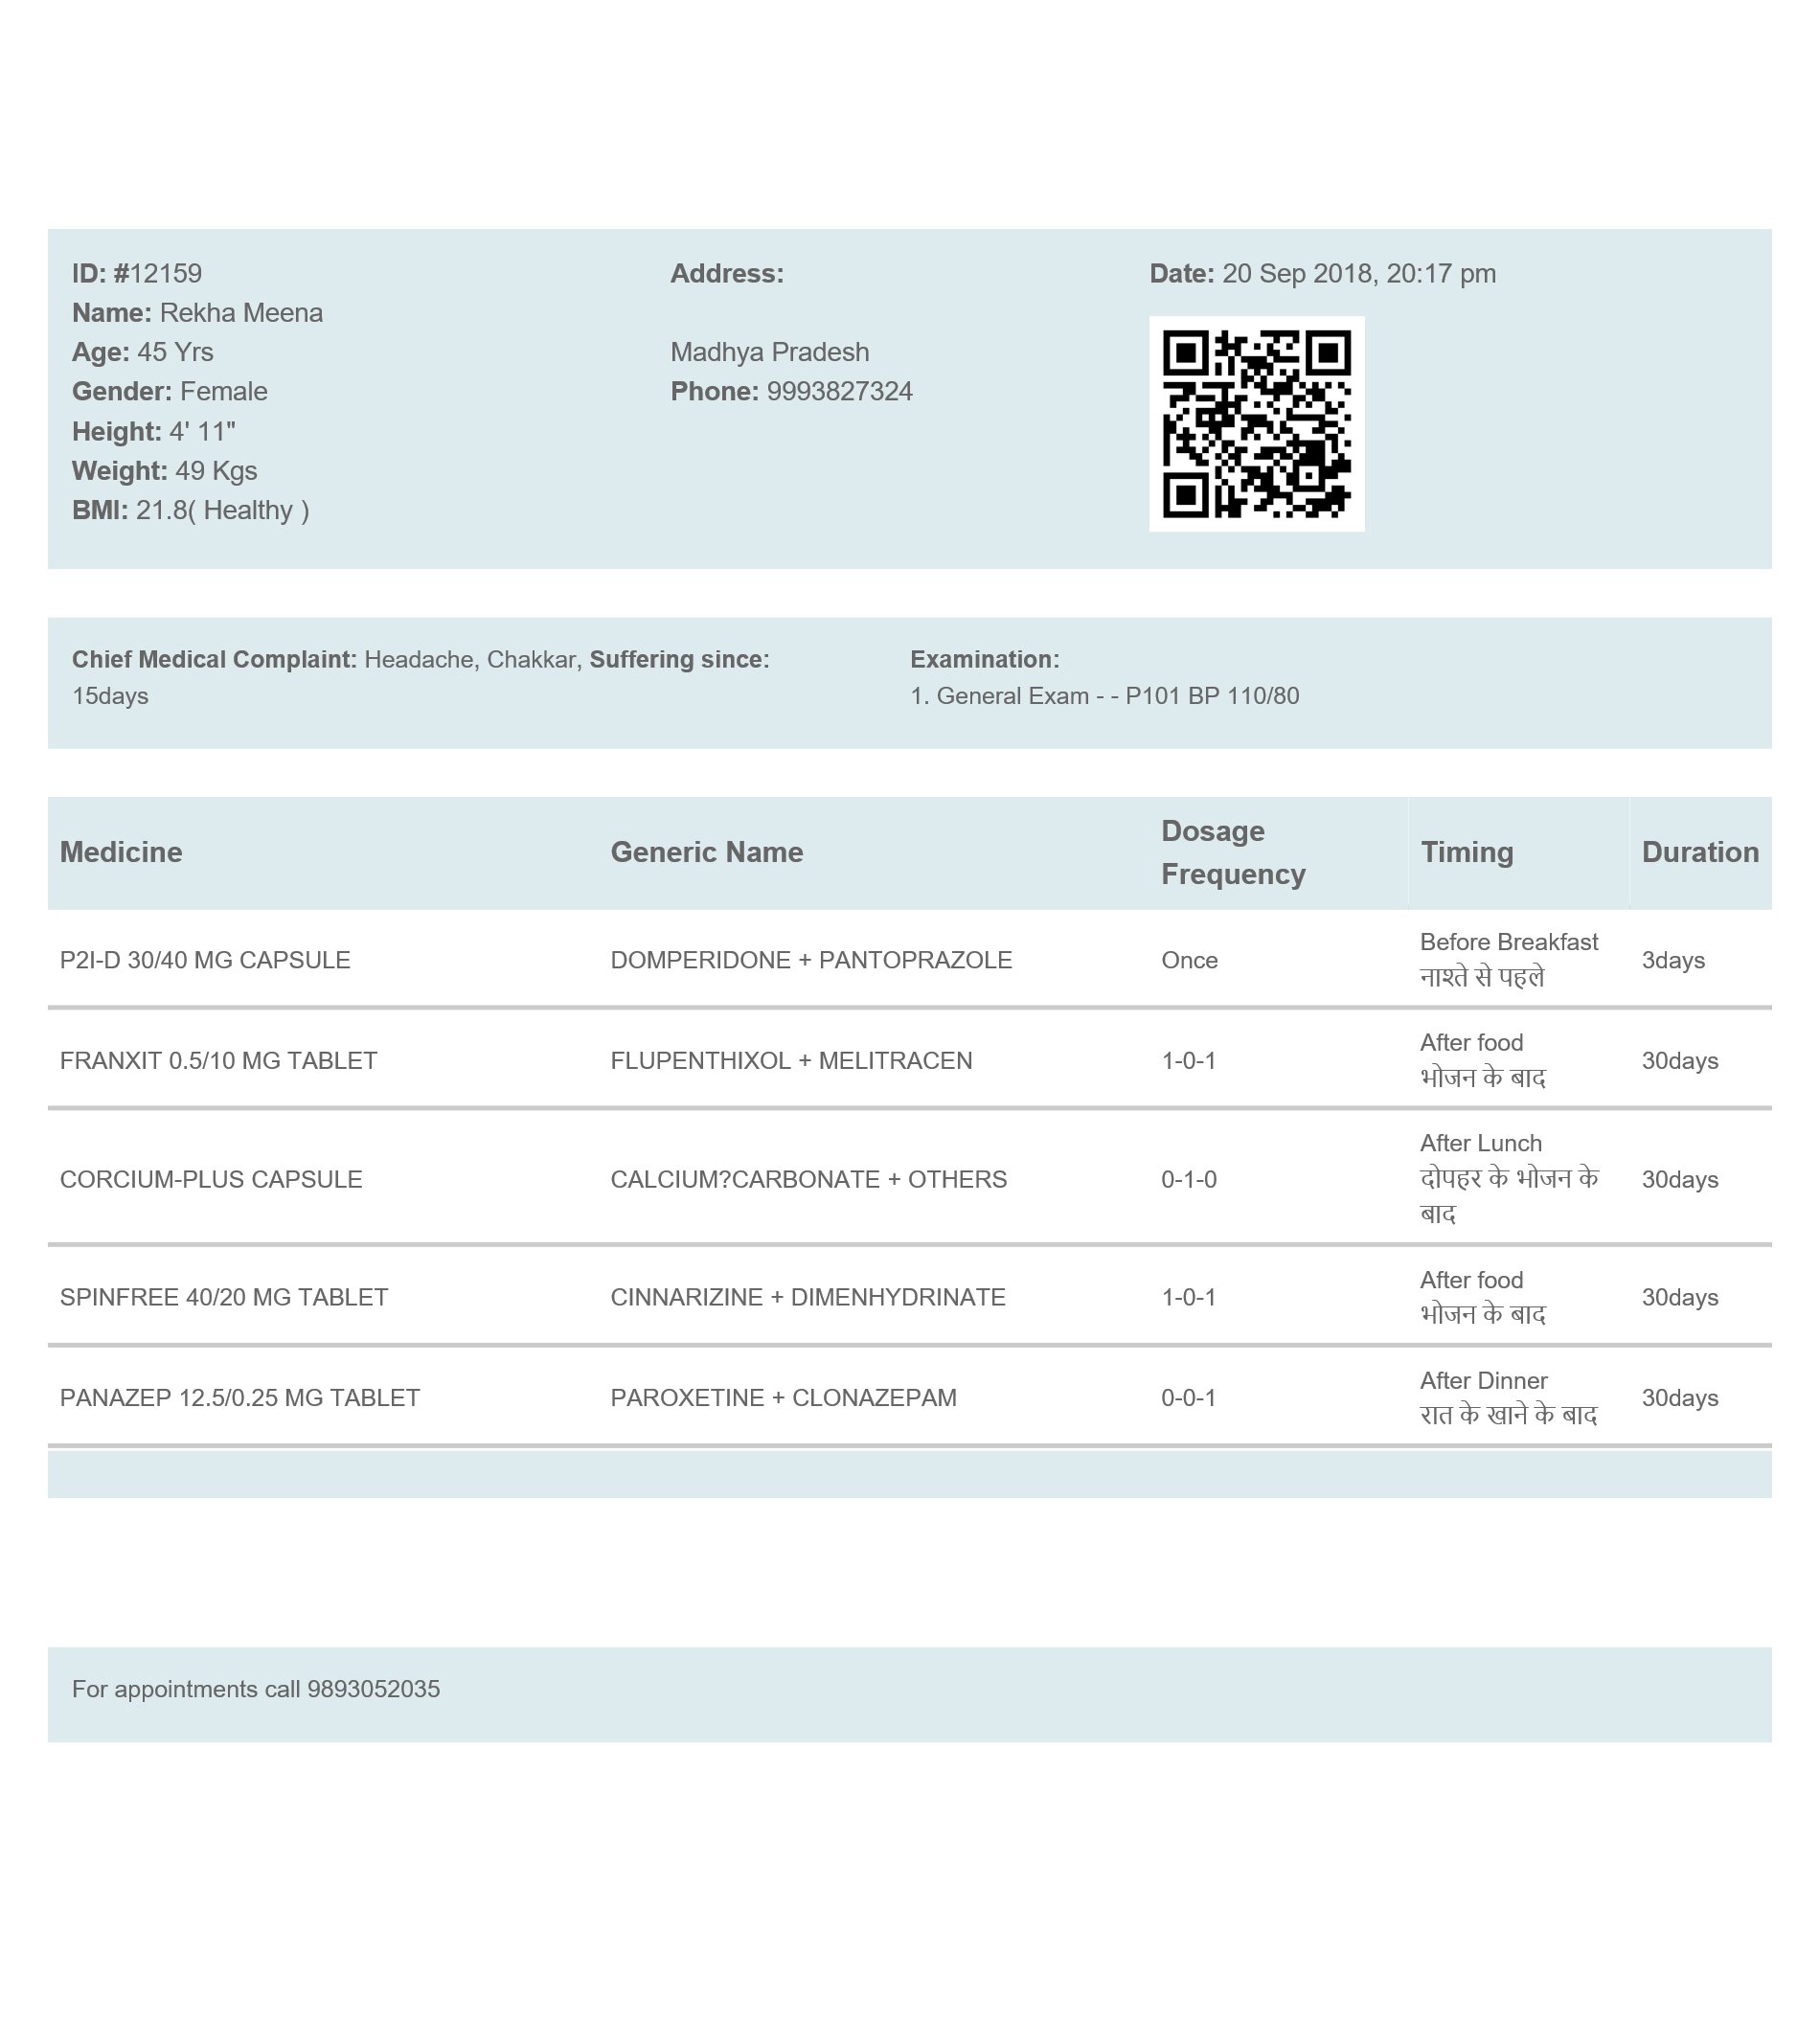 ID: #12159
Name: Rekha Meena
Age: 45 Yrs
Gender: Female
Height: 4' 11"
Weight: 49 Kgs
BMI: 21.8( Healthy )
Address:
Madhya Pradesh
Phone: 9993827324
Date: 20 Sep 2018, 20:17 pm
Chief Medical Complaint: Headache, Chakkar, Suffering since:
15days
Examination:
1. General Exam - - P101 BP 110/80
Medicine Generic Name Dosage Frequency Timing Duration
P2I-D 30/40 MG CAPSULE DOMPERIDONE + PANTOPRAZOLE Once Before Breakfast नाश्ते से पहले 3days
FRANXIT 0.5/10 MG TABLET FLUPENTHIXOL + MELITRACEN 1-0-1 After food भोजन के बाद 30days
CORCIUM-PLUS CAPSULE CALCIUM?CARBONATE + OTHERS 0-1-0 After Lunch दोपहर के भोजन के बाद 30days
SPINFREE 40/20 MG TABLET CINNARIZINE + DIMENHYDRINATE 1-0-1 After food भोजन के बाद 30days
PANAZEP 12.5/0.25 MG TABLET PAROXETINE + CLONAZEPAM 0-0-1 After Dinner रात के खाने के बाद 30days
For appointments call 9893052035